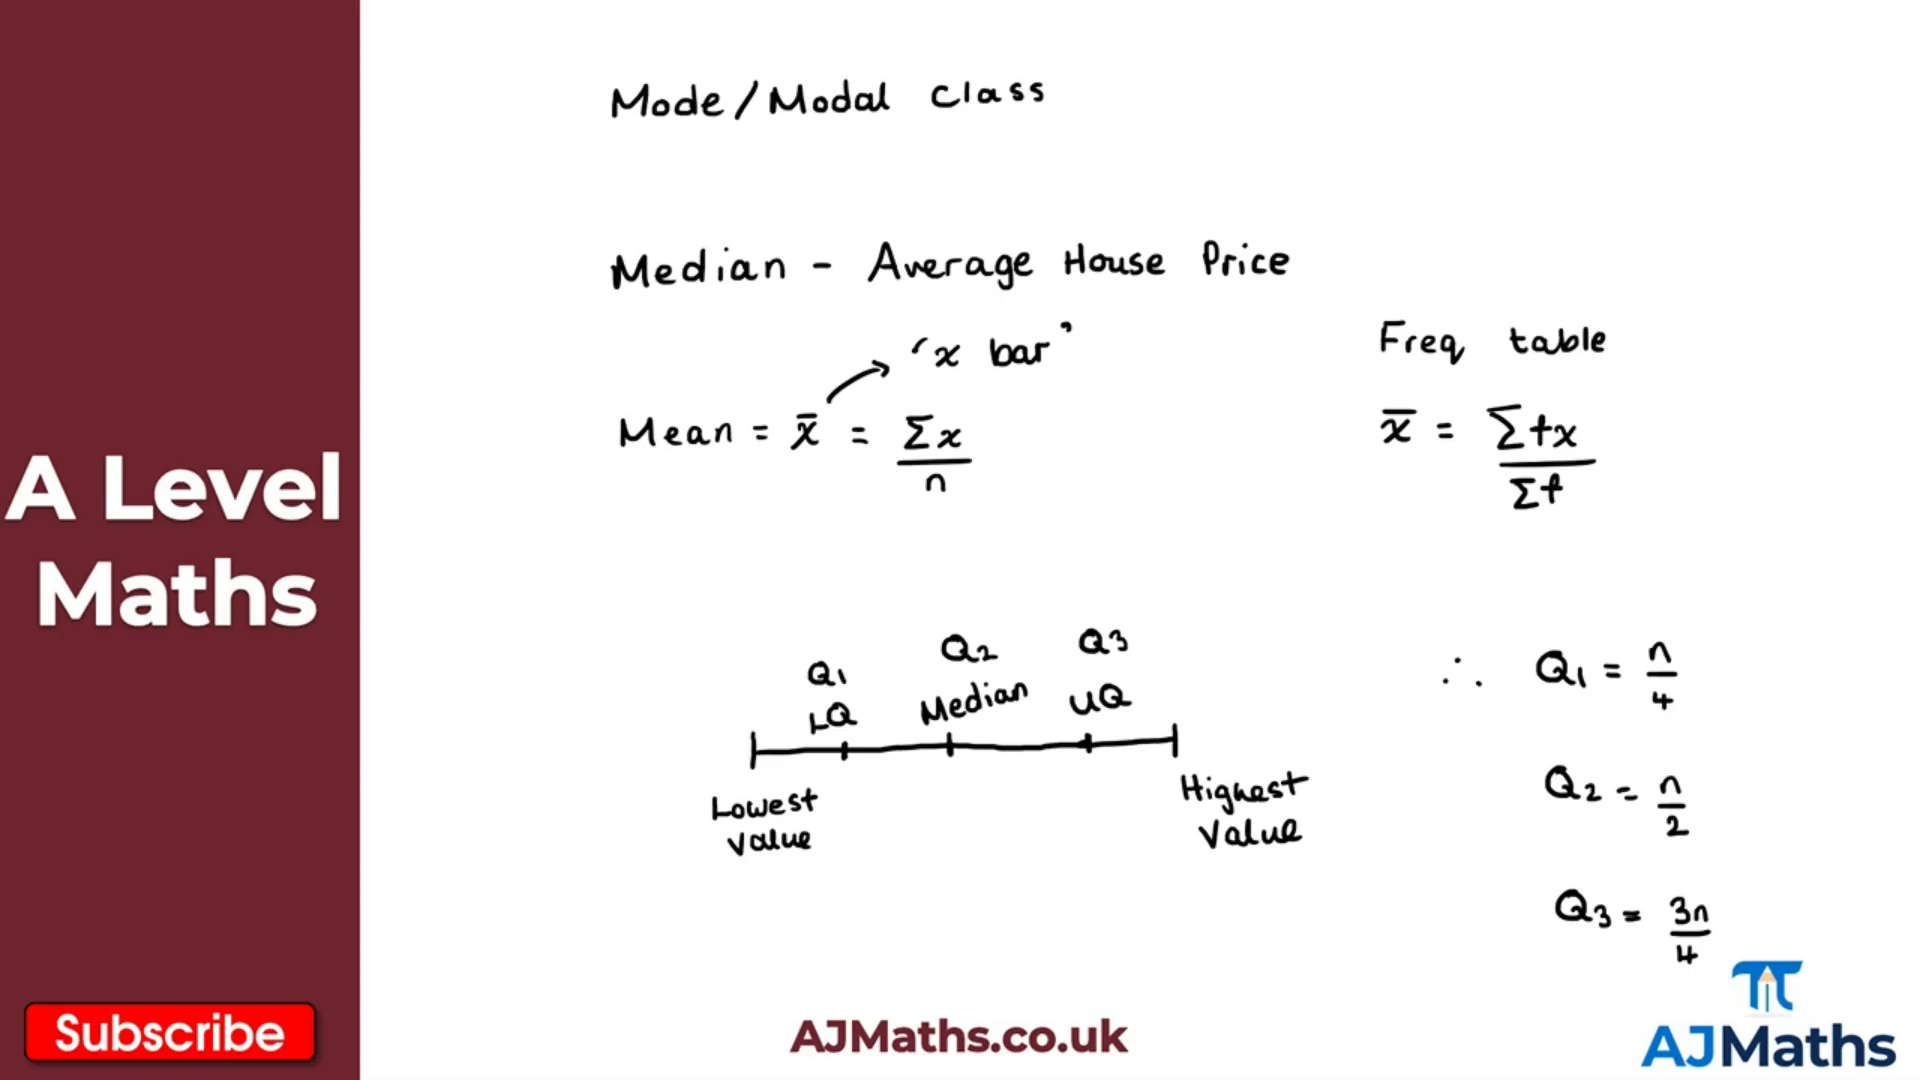 A Level
Maths
Subscribe
Mode/Modal Class
Median - Average House Price
'x bar'
Mean = x̄ = Σx/n
Freq table
x̄ = Σfx/Σf
Q1 Q2 Q3
LQ Median UQ
Lowest Value
Highest Value
∴ Q1 = n/4
Q2 = n/2
Q3 = 3n/4
AJMaths.co.uk
AJMaths